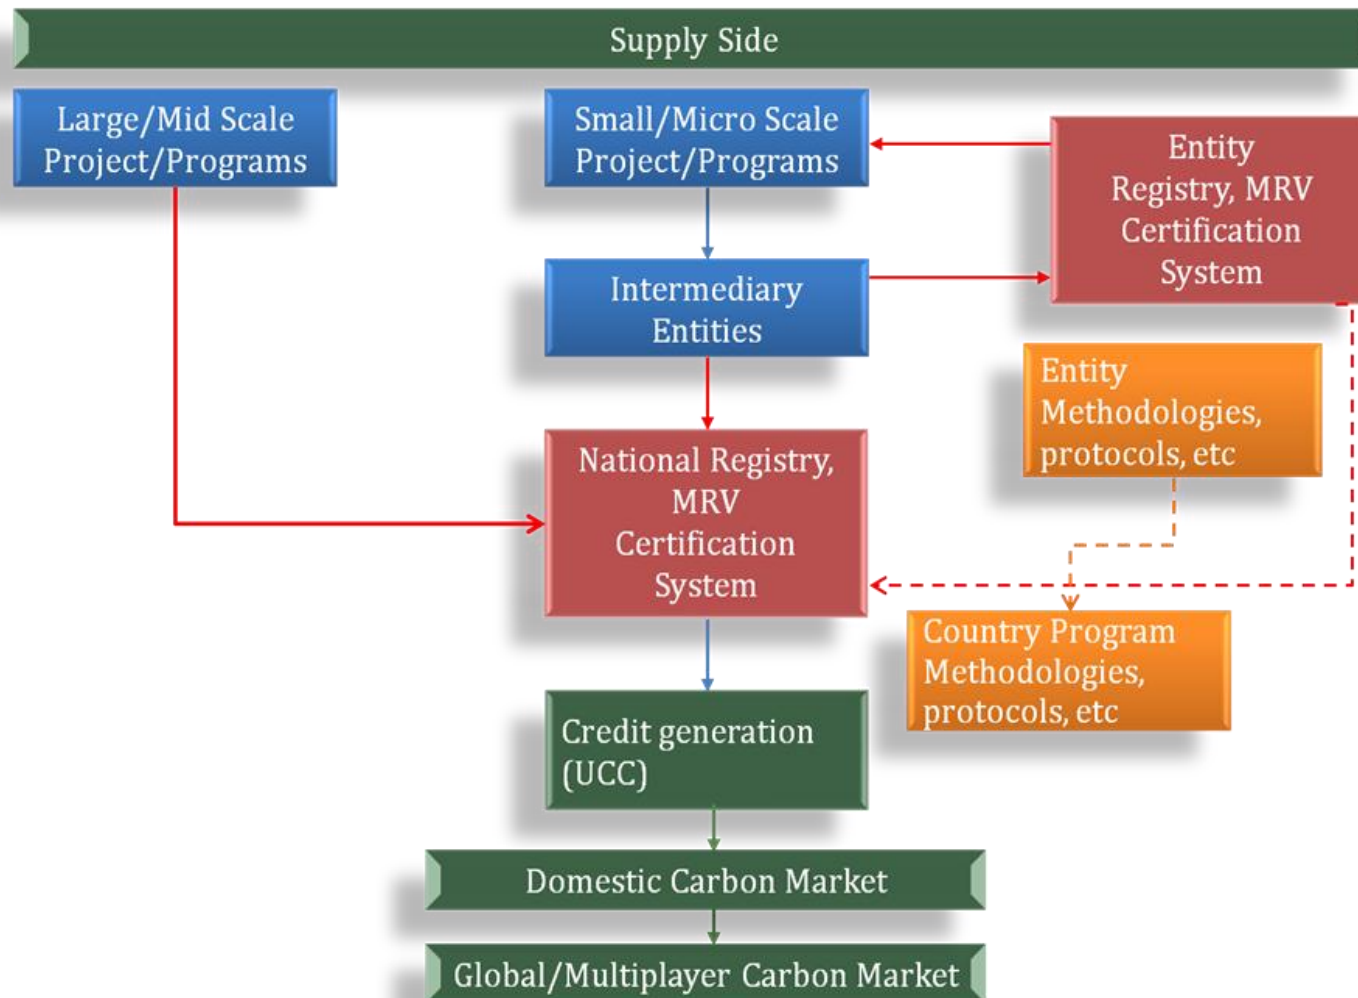 Supply Side
Large/Mid Scale
Project/Programs
Small/Micro Scale
Project/Programs
Entity
Registry, MRV
Certification
System
Intermediary
Entities
Entity
Methodologies,
protocols, etc
National Registry,
MRV
Certification
System
Country Program
Methodologies,
protocols, etc
Credit generation
(UCC)
Domestic Carbon Market
Global/Multiplayer Carbon Market